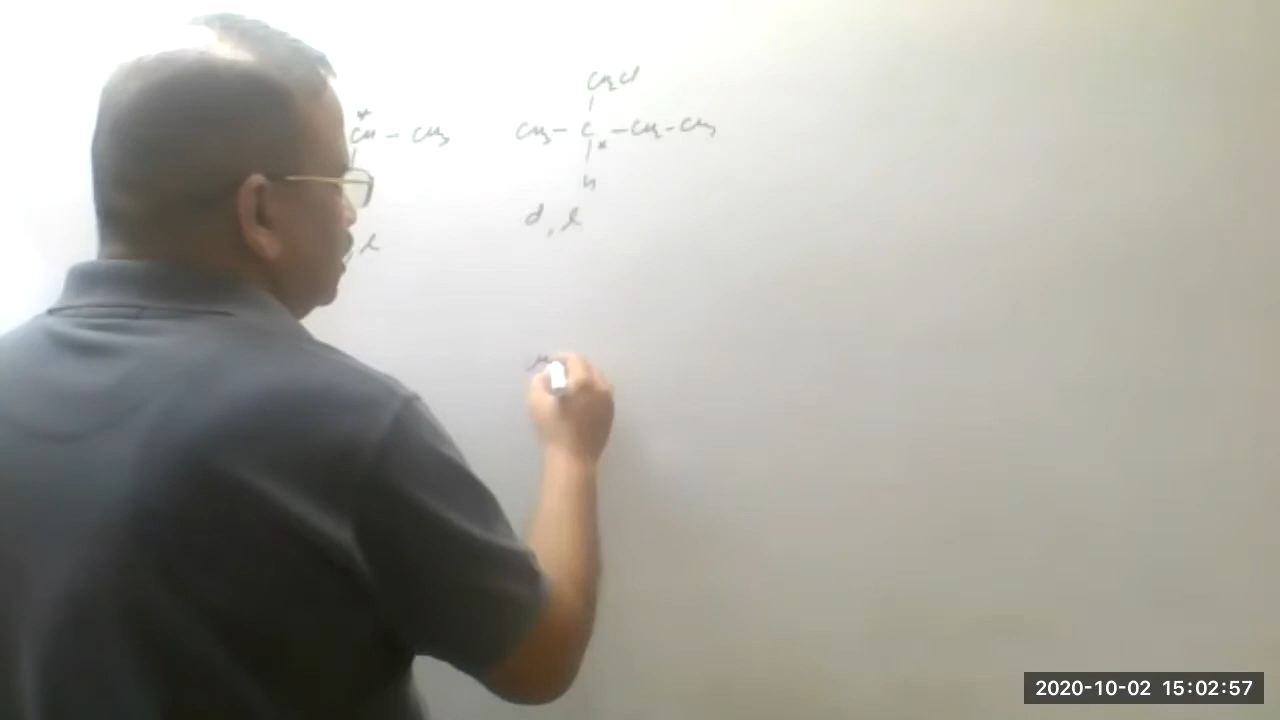 CH2Cl
|
*
CH - CH3
CH3 - C - CH2 - CH3
| | *
H
d, l
l
2020-10-02 15:02:57